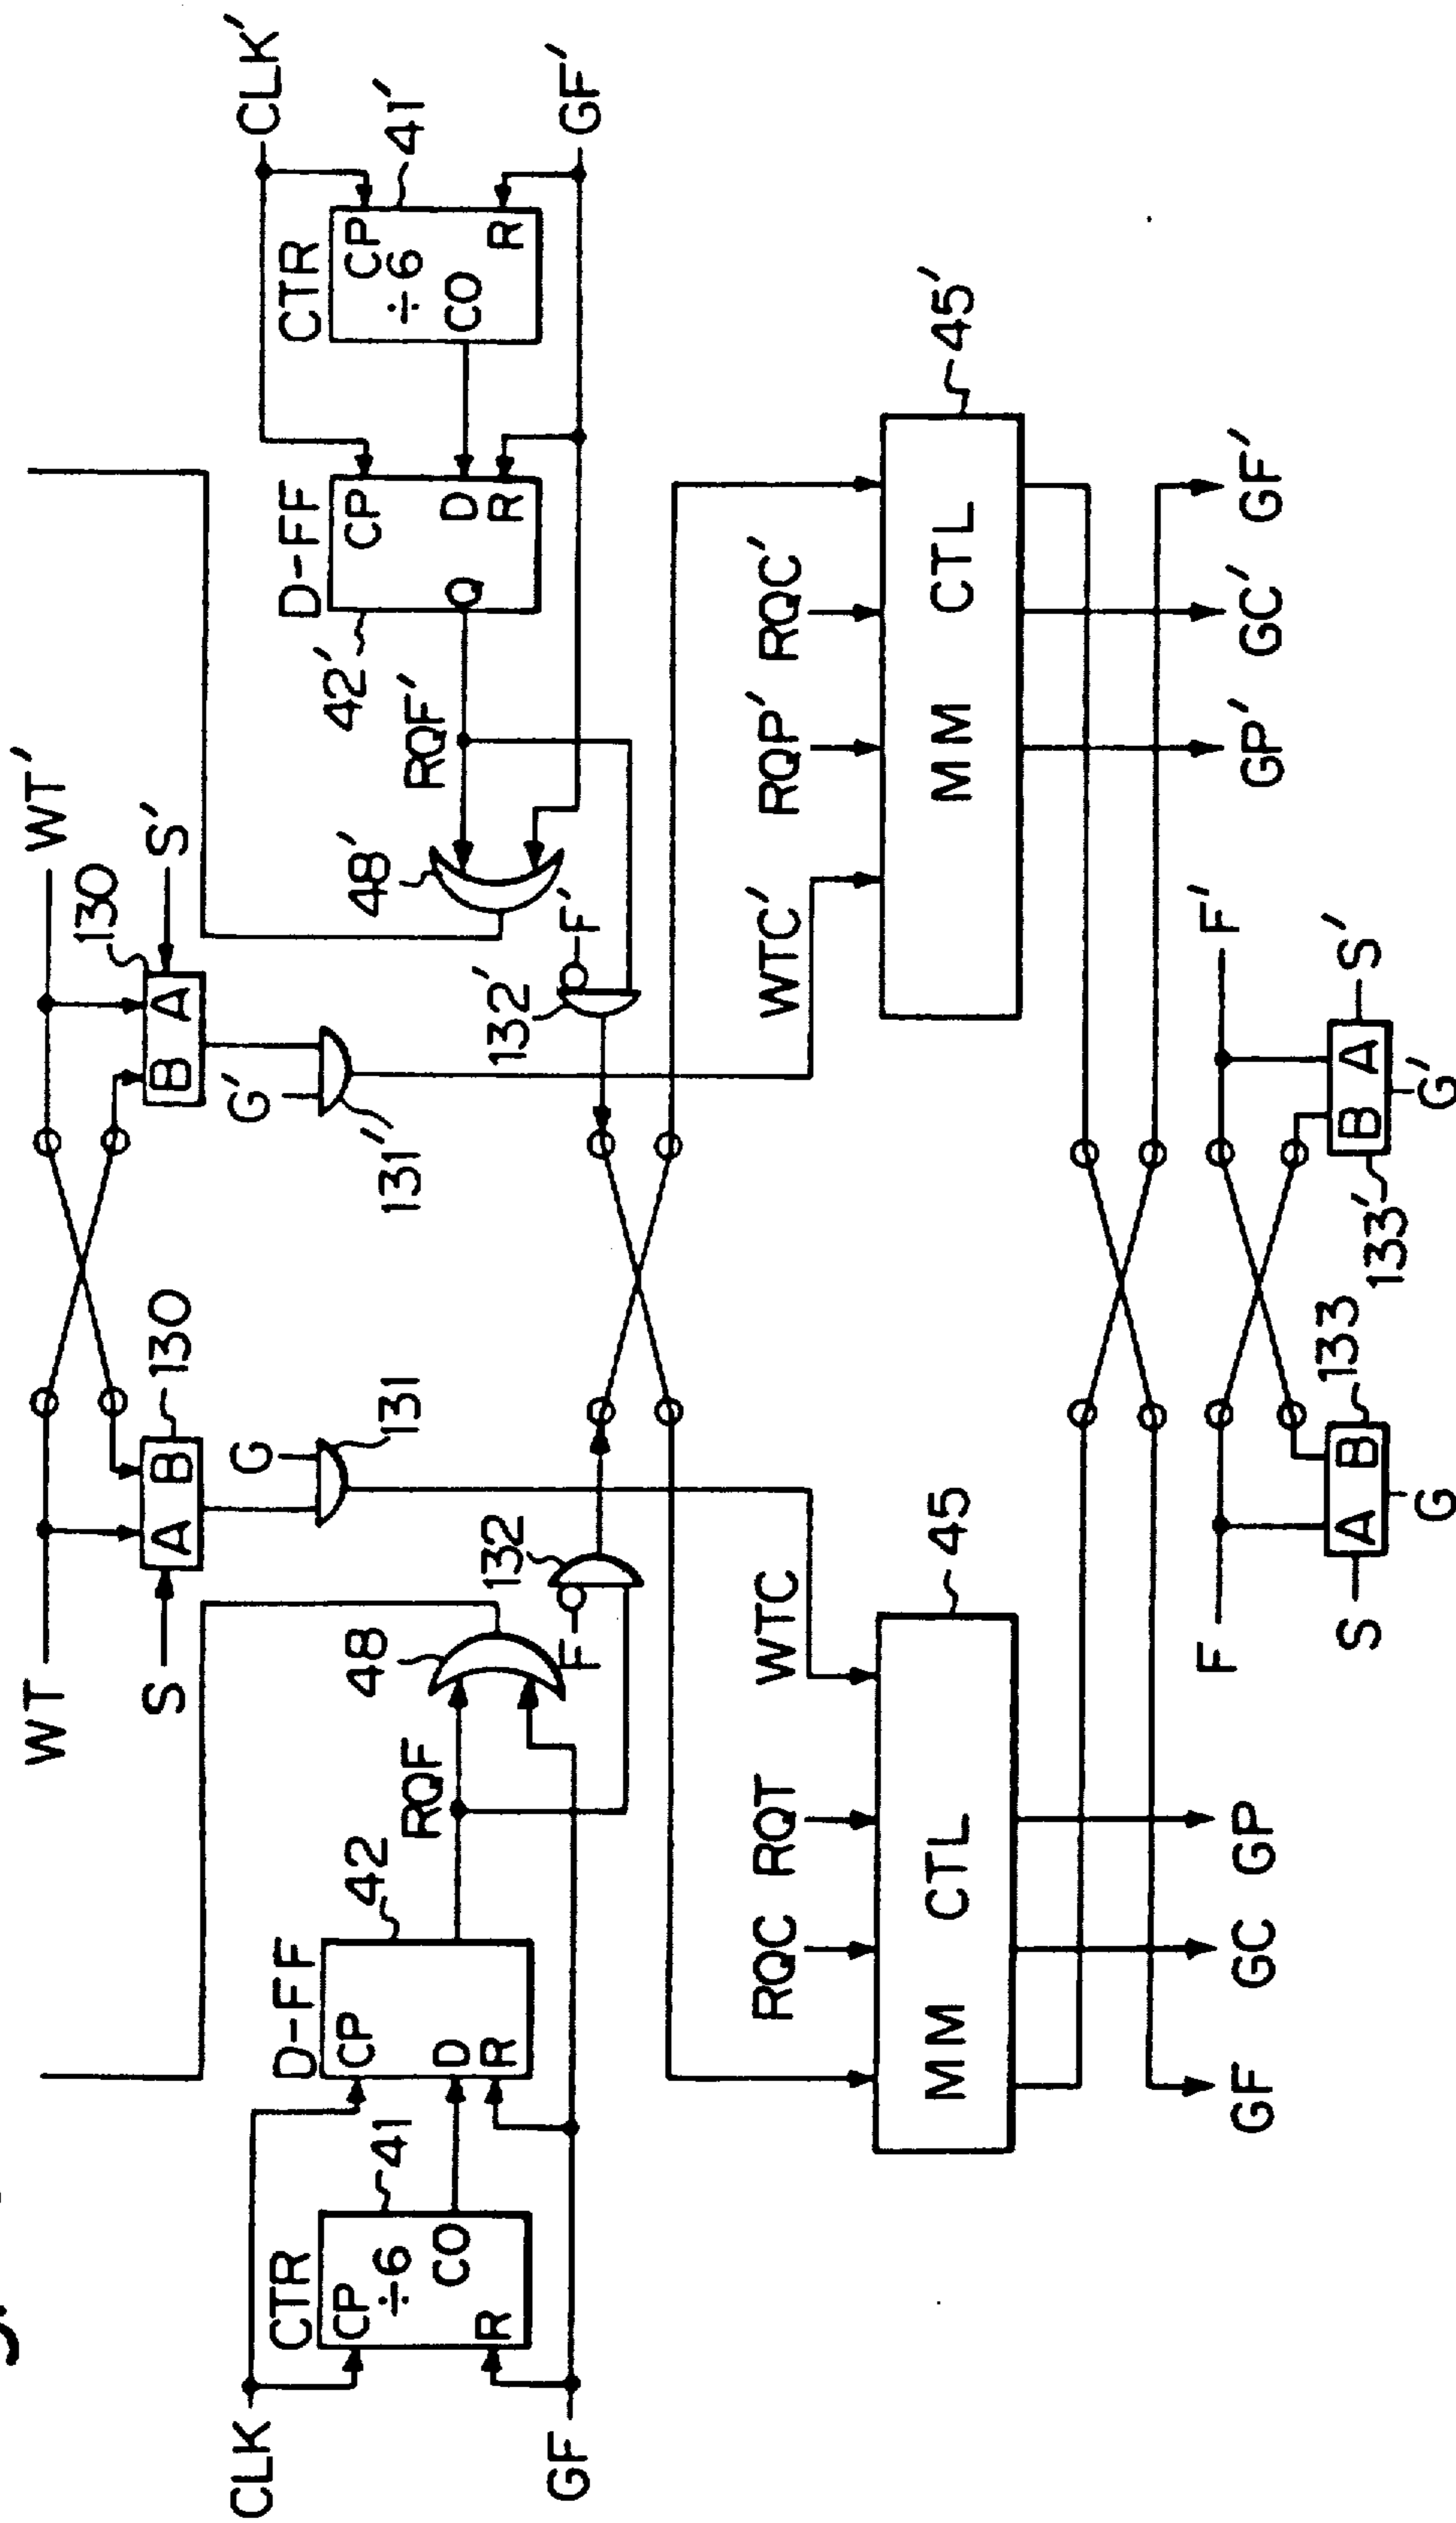 WT
WT'
S
A B
130
B A
130
S'
G
131
G'
131'
CLK
CTR
CP
÷6
CO
R
41
D-FF
CP
D
R
42
RQF
48
F
132
GF
CLK'
CTR
CP
÷6
CO
R
41'
D-FF
CP
D
R
Q
42'
RQF'
48'
F'
132'
GF'
RQC
RQT
WTC
MM CTL
45
WTC'
RQP'
RQC'
MM CTL
45'
GF
GC
GP
GP'
GC'
GF'
F
F'
S
A B
133
G
133'
B A
S'
G'